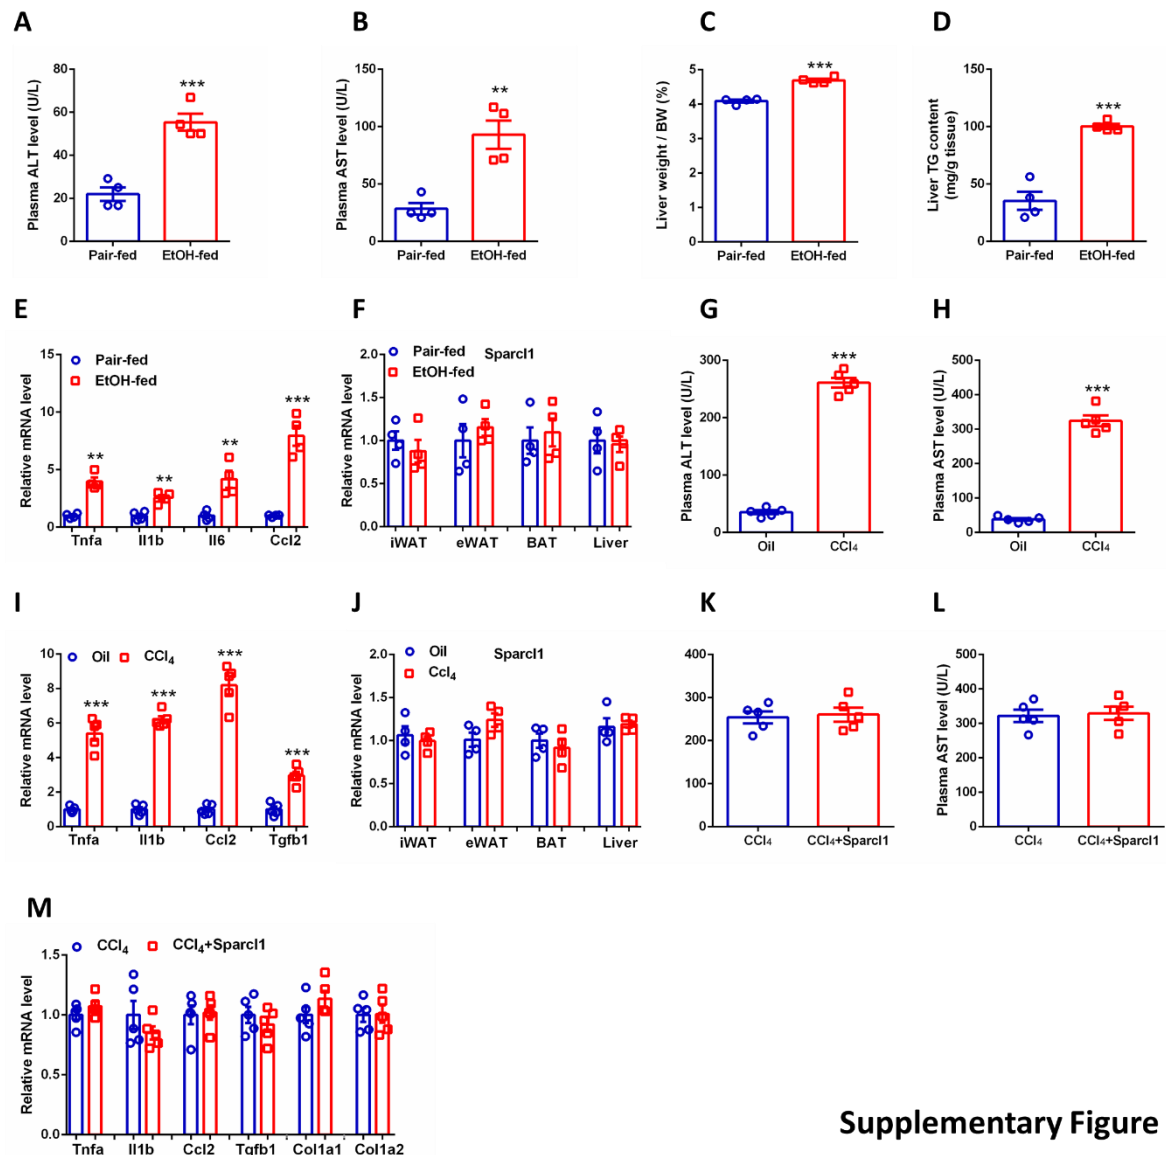 A
B
C
D
Plasma ALT level (U/L)
80
60
40
20
0
***
Pair-fed
EtOH-fed
Plasma AST level (U/L)
150
100
50
0
**
Pair-fed
EtOH-fed
Liver weight / BW (%)
5
4
3
2
1
0
***
Pair-fed
EtOH-fed
Liver TG content
(mg/g tissue)
150
100
50
0
***
Pair-fed
EtOH-fed
E
F
G
H
Relative mRNA level
15
10
5
0
Pair-fed
EtOH-fed
**
**
**
***
Tnfa
Il1b
Il6
Ccl2
Relative mRNA level
2.0
1.5
1.0
0.5
0.0
Pair-fed
Sparcl1
EtOH-fed
iWAT
eWAT
BAT
Liver
Plasma ALT level (U/L)
300
200
100
0
***
Oil
CCl₄
Plasma AST level (U/L)
500
400
300
200
100
0
***
Oil
CCl₄
I
J
K
L
Relative mRNA level
10
8
6
4
2
0
Oil
CCl₄
***
***
***
***
Tnfa
Il1b
Ccl2
Tgfb1
Relative mRNA level
2.0
1.5
1.0
0.5
0.0
Oil
Sparcl1
Ccl₄
iWAT
eWAT
BAT
Liver
Plasma ALT level (U/L)
400
300
200
100
0
CCl₄
CCl₄+Sparcl1
Plasma AST level (U/L)
500
400
300
200
100
0
CCl₄
CCl₄+Sparcl1
M
Relative mRNA level
1.5
1.0
0.5
0.0
CCl₄
CCl₄+Sparcl1
Tnfa
Il1b
Ccl2
Tgfb1
Col1a1
Col1a2
Supplementary Figure